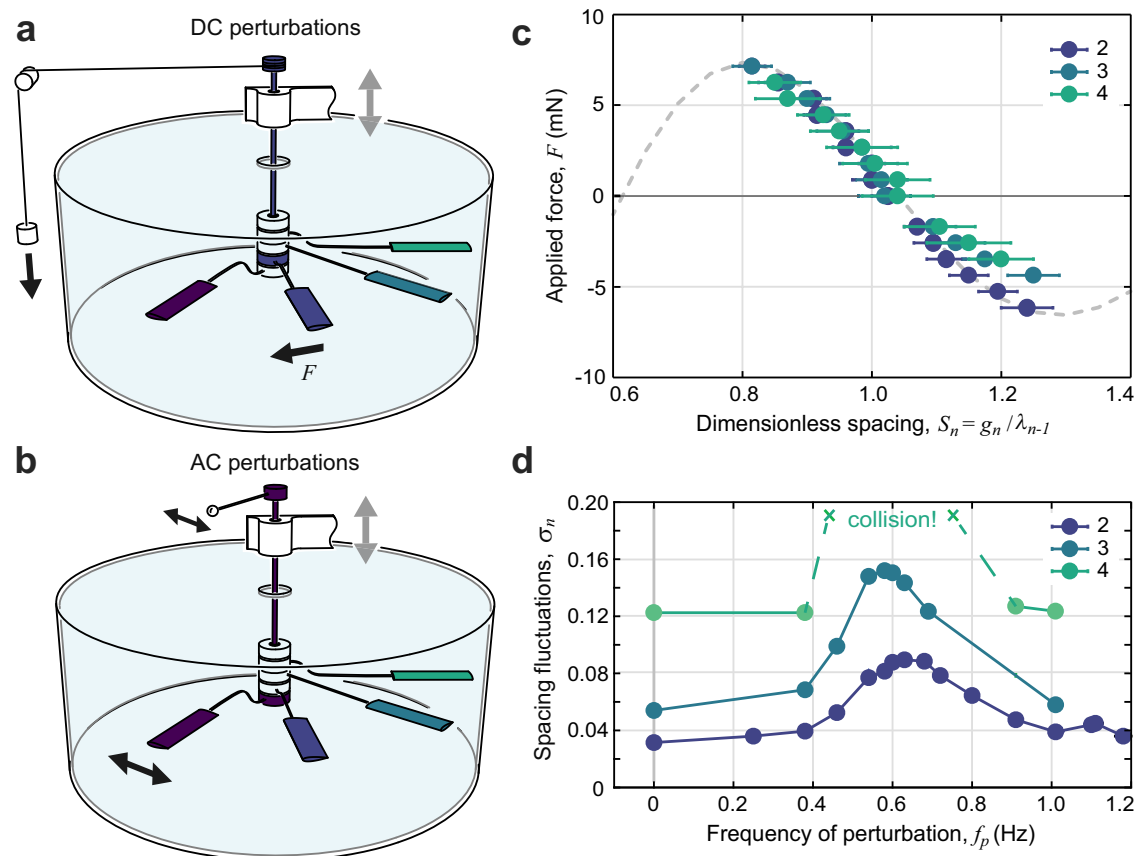 a
DC perturbations
F
b
AC perturbations
c
10
5
0
-5
-10
0.6
0.8
1.0
1.2
1.4
2
3
4
Applied force, F (mN)
Dimensionless spacing, Sₙ = gₙ / λₙ₋₁
d
0.20
0.16
0.12
0.08
0.04
0
0
0.2
0.4
0.6
0.8
1.0
1.2
collision!
2
3
4
Spacing fluctuations, σₙ
Frequency of perturbation, fₚ (Hz)